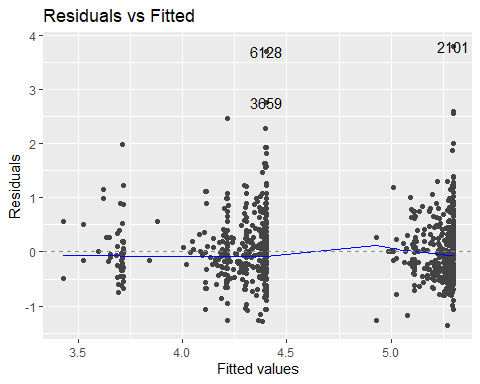 Residuals vs Fitted
4
6128
2101
3
3659
2
1
0
-1
Residuals
3.5 4.0 4.5 5.0
Fitted values